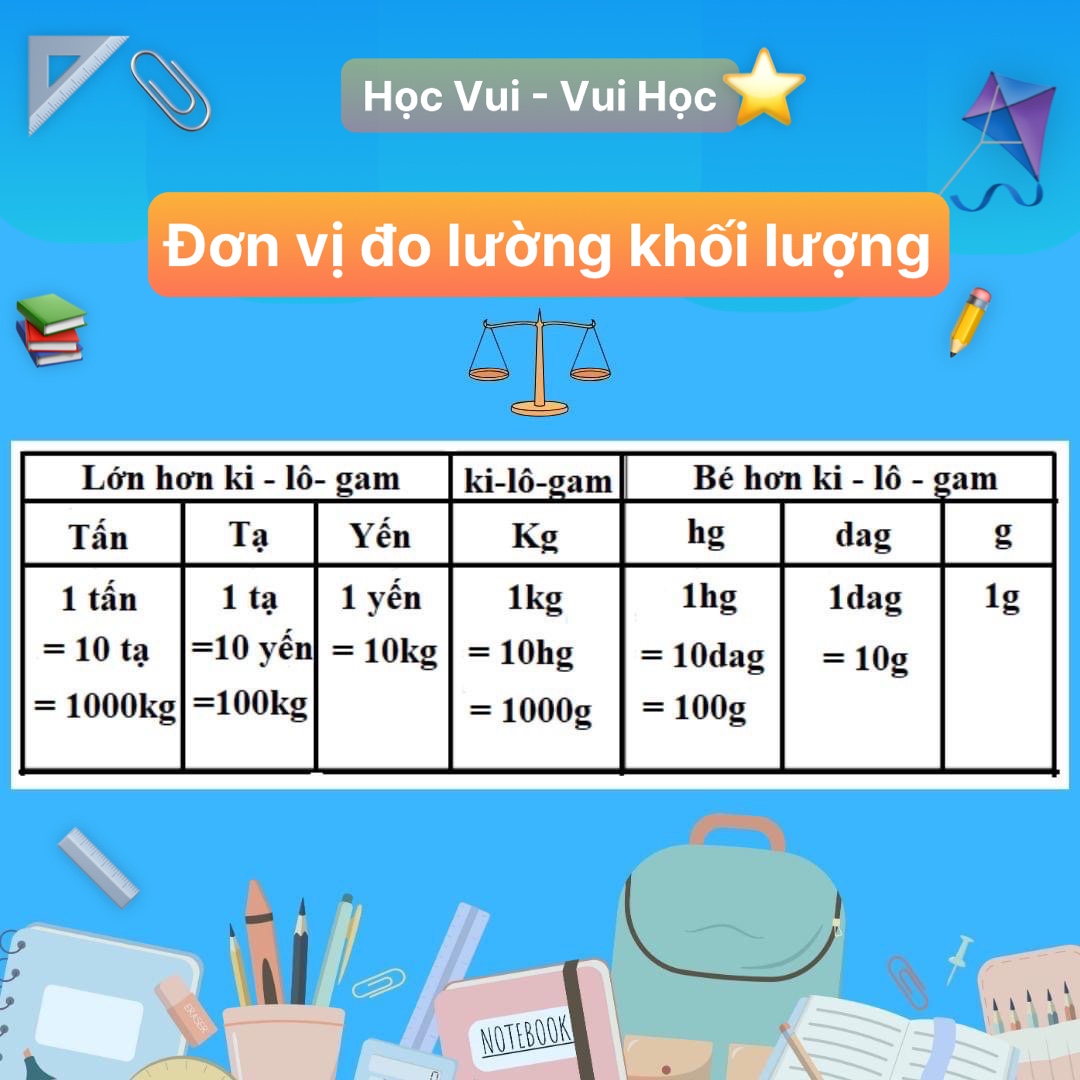 Học Vui - Vui Học
Đơn vị đo lường khối lượng
Lớn hơn ki - lô- gam
ki-lô-gam
Bé hơn ki - lô - gam
Tấn
Tạ
Yến
Kg
hg
dag
g
1 tấn
= 10 tạ
= 1000kg
1 tạ
=10 yến
=100kg
1 yến
= 10kg
1kg
= 10hg
= 1000g
1hg
= 10dag
= 100g
1dag
= 10g
1g
ERASER
NOTEBOOK
0